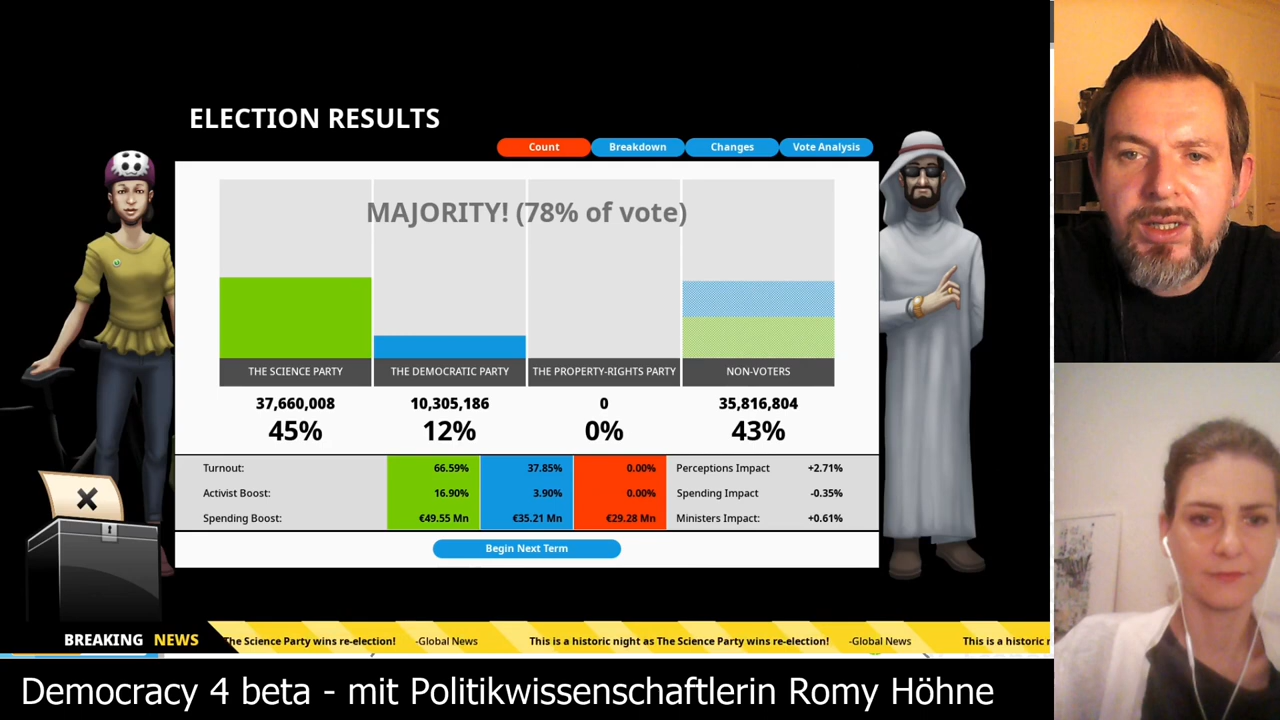 ELECTION RESULTS
Count Breakdown Changes Vote Analysis
MAJORITY! (78% of vote)
THE SCIENCE PARTY THE DEMOCRATIC PARTY THE PROPERTY-RIGHTS PARTY NON-VOTERS
37,660,008 10,305,186 0 35,816,804
45% 12% 0% 43%
Turnout: 66.59% 37.85% 0.00% Perceptions Impact +2.71%
Activist Boost: 16.90% 3.90% 0.00% Spending Impact -0.35%
Spending Boost: €49.55 Mn €35.21 Mn €29.28 Mn Ministers Impact: +0.61%
Begin Next Term
BREAKING NEWS The Science Party wins re-election! -Global News This is a historic night as The Science Party wins re-election! -Global News This is a historic
Democracy 4 beta - mit Politikwissenschaftlerin Romy Höhne